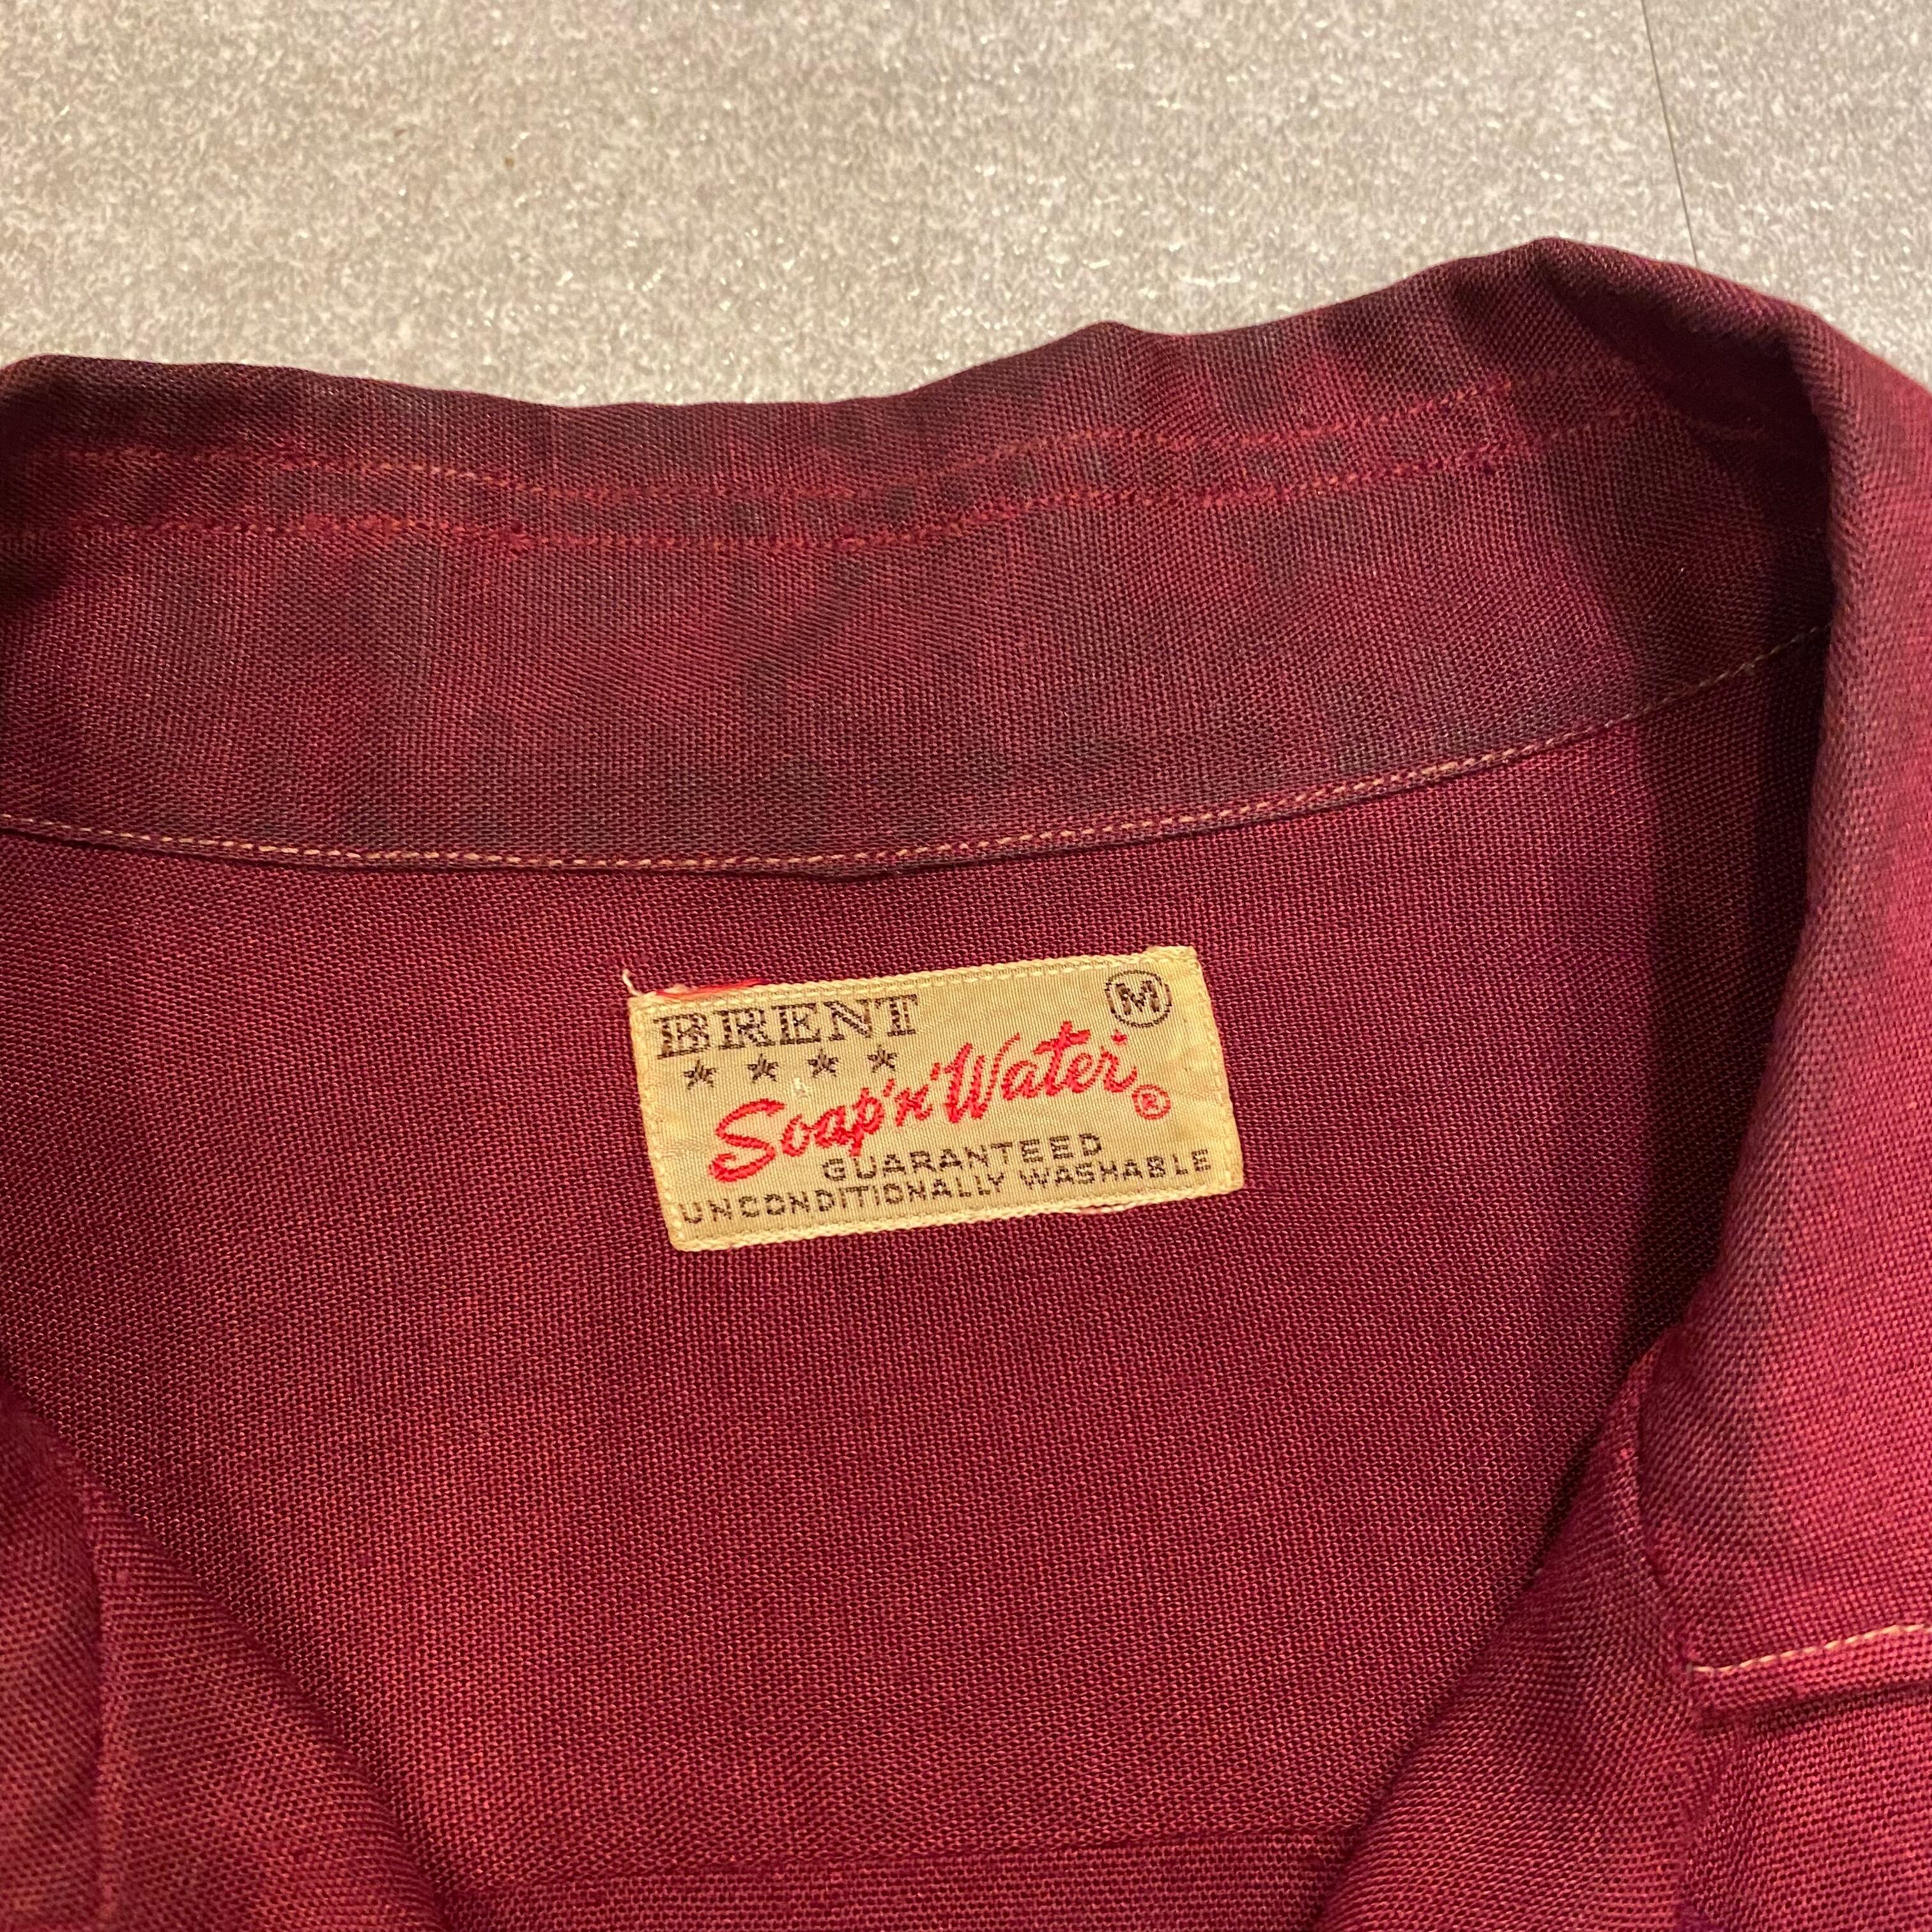 BRENT M
★ ★ ★ ★
Soap'n'Water ®
GUARANTEED
UNCONDITIONALLY WASHABLE